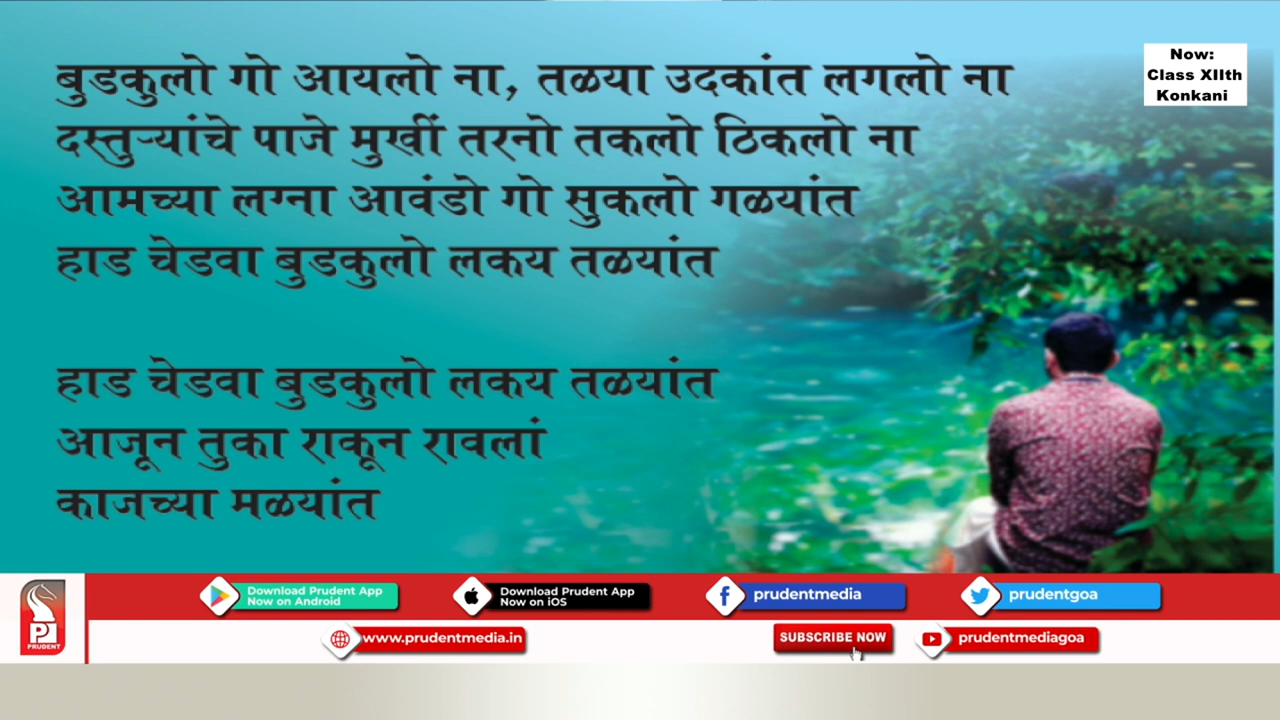 बुडकुलो गो आयलो ना, तळया उदकांत लगलो ना
दस्तुऱ्यांचे पाजे मुखीं तरनो तकलो ठिकलो ना
आमच्या लग्ना आवंडो गो सुकलो गळयांत
हाड चेडवा बुडकुलो लकय तळयांत
हाड चेडवा बुडकुलो लकय तळयांत
आजून तुका राकून रावलां
काजच्या मळयांत
Now:
Class XIIth
Konkani
PRUDENT
Download Prudent App
Now on Android
Download Prudent App
Now on iOS
prudentmedia
prudentgoa
www.prudentmedia.in
SUBSCRIBE NOW
prudentmediagoa